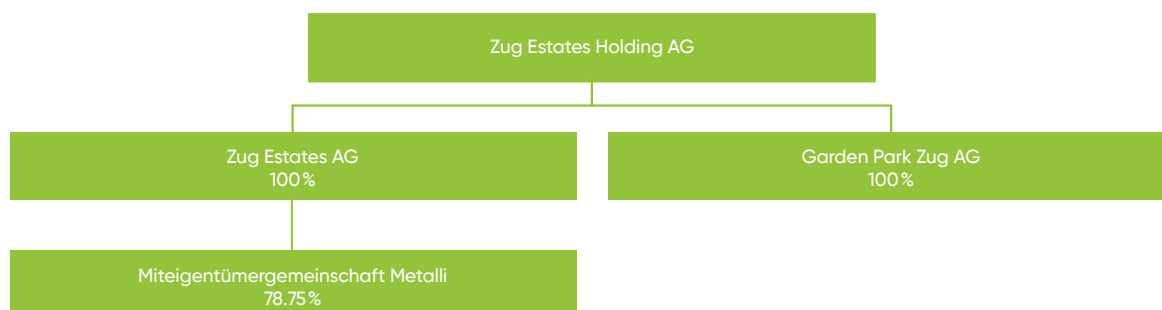 Zug Estates Holding AG
Zug Estates AG
100%
Garden Park Zug AG
100%
Miteigentümergemeinschaft Metalli
78.75%